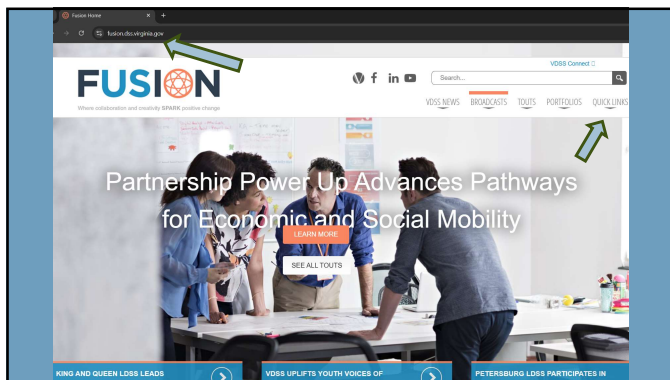 Fusion Home
fusion.dss.virginia.gov
VDSS Connect
FUSION
Search...
Where collaboration and creativity SPARK positive change
VDSS NEWS BROADCASTS TOUTS PORTFOLIOS QUICK LINKS
Partnership Power Up Advances Pathways
for Economic and Social Mobility
LEARN MORE
SEE ALL TOUTS
KING AND QUEEN LDSS LEADS
VDSS UPLIFTS YOUTH VOICES OF
PETERSBURG LDSS PARTICIPATES IN